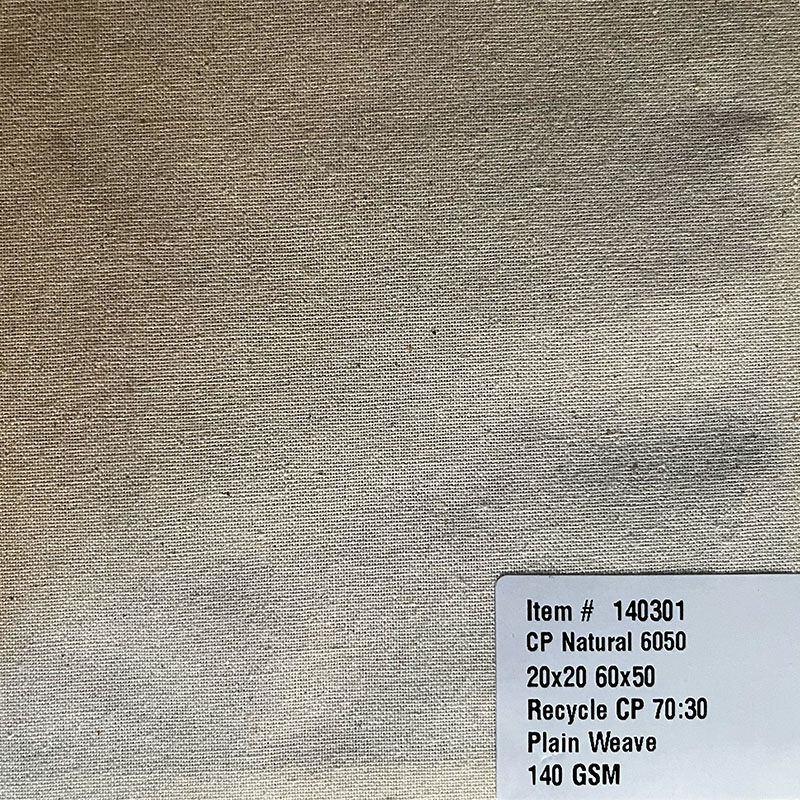 Item # 140301
CP Natural 6050
20x20 60x50
Recycle CP 70:30
Plain Weave
140 GSM